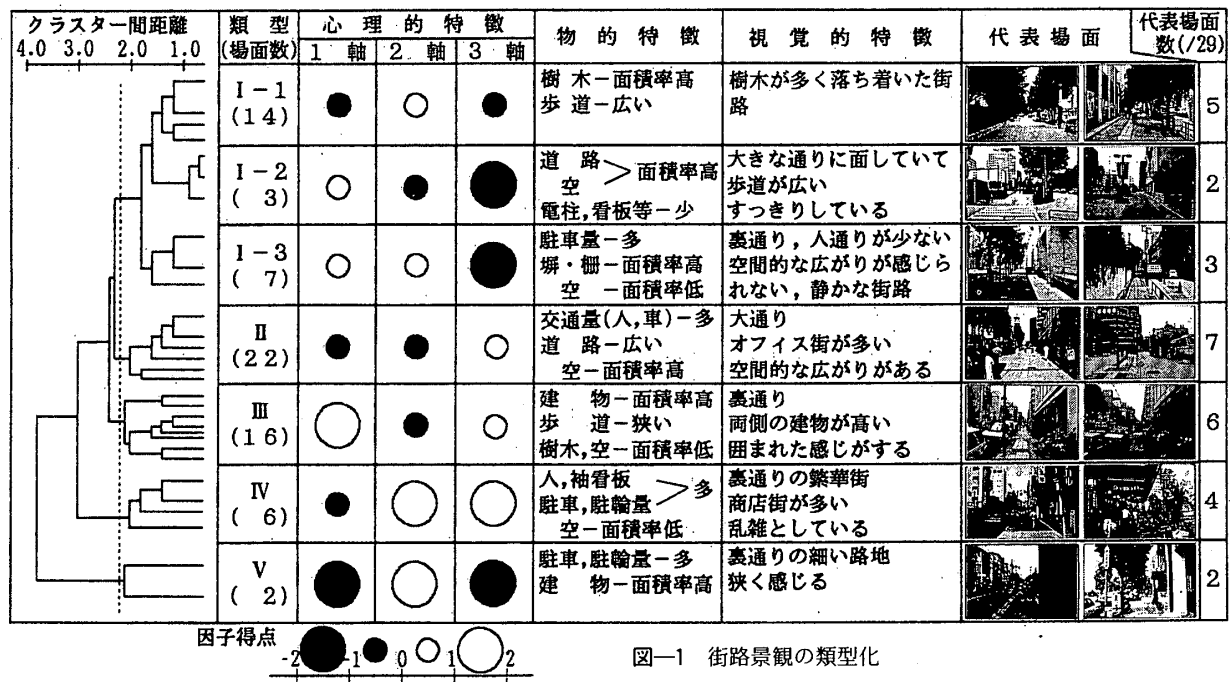 クラスター間距離
4.0 3.0 2.0 1.0
類型
(場面数)
心理的特徴
1 軸 2 軸 3 軸
物的特徴
視覚的特徴
代表場面
代表場面
数(/29)
I-1
(14)
樹木-面積率高
歩道-広い
樹木が多く落ち着いた街
路
5
I-2
( 3)
道路
空 > 面積率高
電柱,看板等-少
大きな通りに面していて
歩道が広い
すっきりしている
2
I-3
( 7)
駐車量-多
塀・柵-面積率高
空-面積率低
裏通り,人通りが少ない
空間的な広がりが感じら
れない,静かな街路
3
Ⅱ
(22)
交通量(人,車)-多
道路-広い
空-面積率高
大通り
オフィス街が多い
空間的な広がりがある
7
Ⅲ
(16)
建物-面積率高
歩道-狭い
樹木,空-面積率低
裏通り
両側の建物が高い
囲まれた感じがする
6
Ⅳ
( 6)
人,袖看板
駐車,駐輪量 > 多
空-面積率低
裏通りの繁華街
商店街が多い
乱雑としている
4
Ⅴ
( 2)
駐車,駐輪量-多
建物-面積率高
裏通りの細い路地
狭く感じる
2
因子得点
-2 -1 0 1 2
図―1 街路景観の類型化